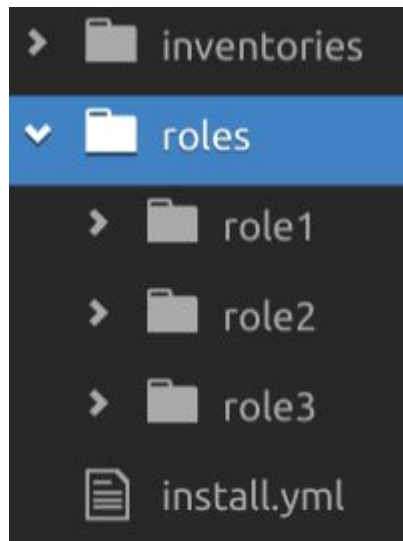 inventories
roles
role1
role2
role3
install.yml